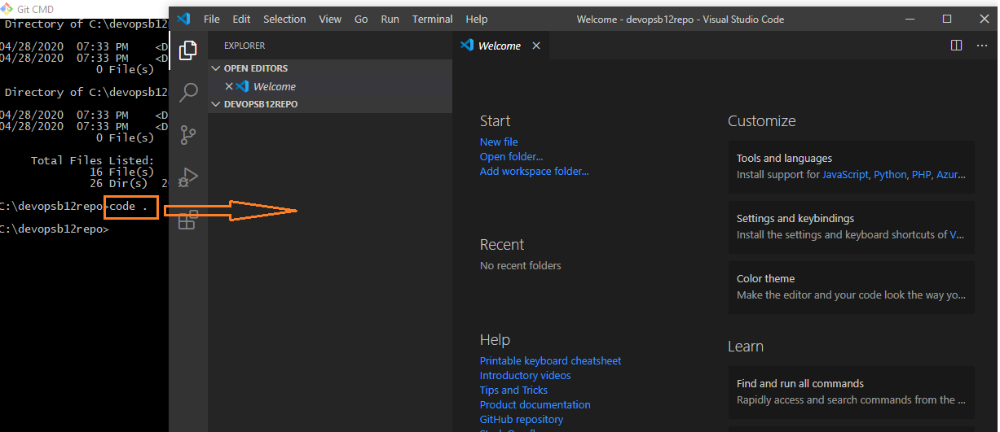 Git CMD
Directory of C:\devopsb12
04/28/2020  07:33 PM    <D
04/28/2020  07:33 PM    <D
0 File(s)
Directory of C:\devopsb12
04/28/2020  07:33 PM    <D
04/28/2020  07:33 PM    <D
0 File(s)
Total Files Listed:
16 File(s)
26 Dir(s)  2
C:\devopsb12repo>code .
C:\devopsb12repo>
File Edit Selection View Go Run Terminal Help
Welcome - devopsb12repo - Visual Studio Code
EXPLORER
OPEN EDITORS
Welcome
DEVOPSB12REPO
Welcome
Start
New file
Open folder...
Add workspace folder...
Recent
No recent folders
Help
Printable keyboard cheatsheet
Introductory videos
Tips and Tricks
Product documentation
GitHub repository
Customize
Tools and languages
Install support for JavaScript, Python, PHP, Azur...
Settings and keybindings
Install the settings and keyboard shortcuts of V...
Color theme
Make the editor and your code look the way yo...
Learn
Find and run all commands
Rapidly access and search commands from the ...